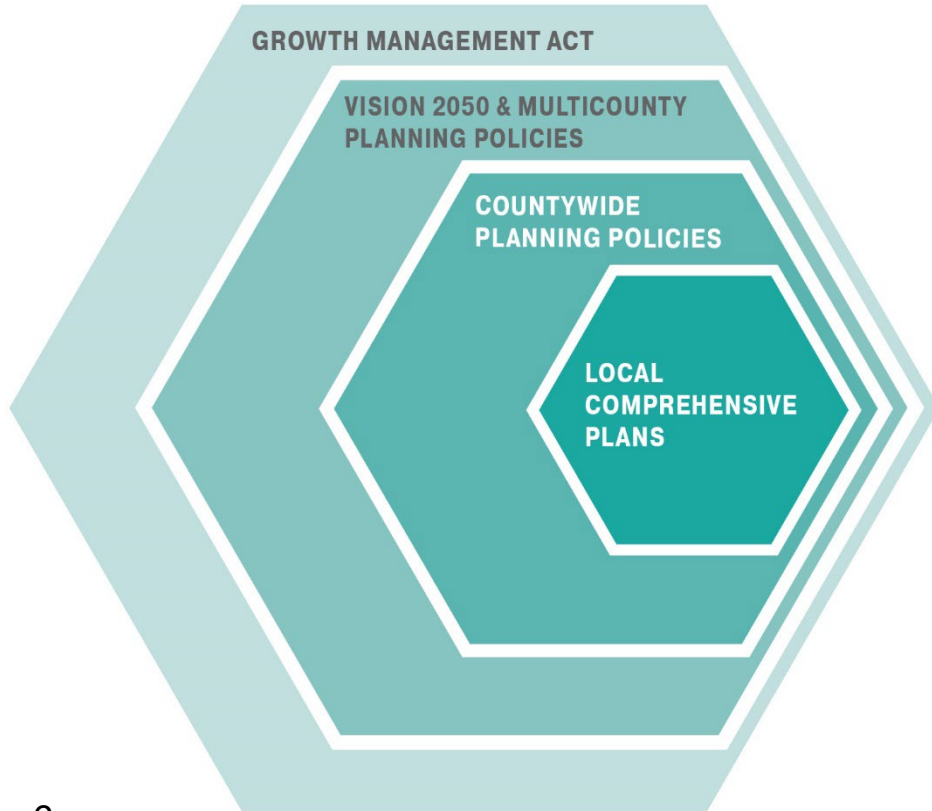 GROWTH MANAGEMENT ACT
VISION 2050 & MULTICOUNTY
PLANNING POLICIES
COUNTYWIDE
PLANNING POLICIES
LOCAL
COMPREHENSIVE
PLANS